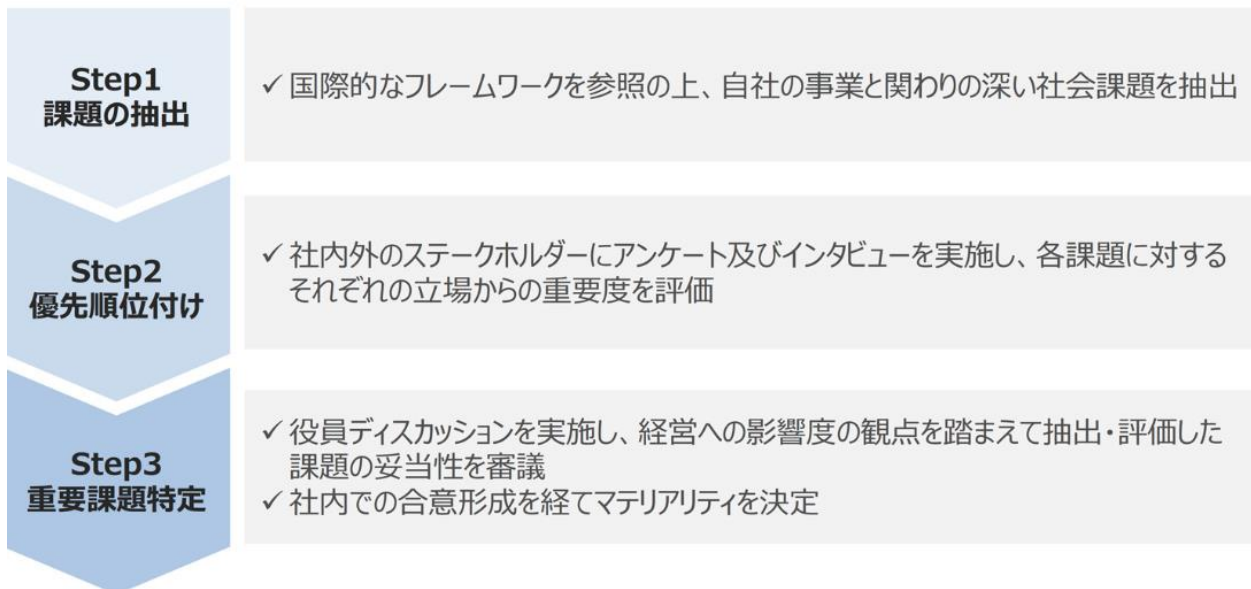 Step1
課題の抽出
✓国際的なフレームワークを参照の上、自社の事業と関わりの深い社会課題を抽出
Step2
優先順位付け
✓社内外のステークホルダーにアンケート及びインタビューを実施し、各課題に対する
それぞれの立場からの重要度を評価
Step3
重要課題特定
✓役員ディスカッションを実施し、経営への影響度の観点を踏まえて抽出・評価した
課題の妥当性を審議
✓社内での合意形成を経てマテリアリティを決定